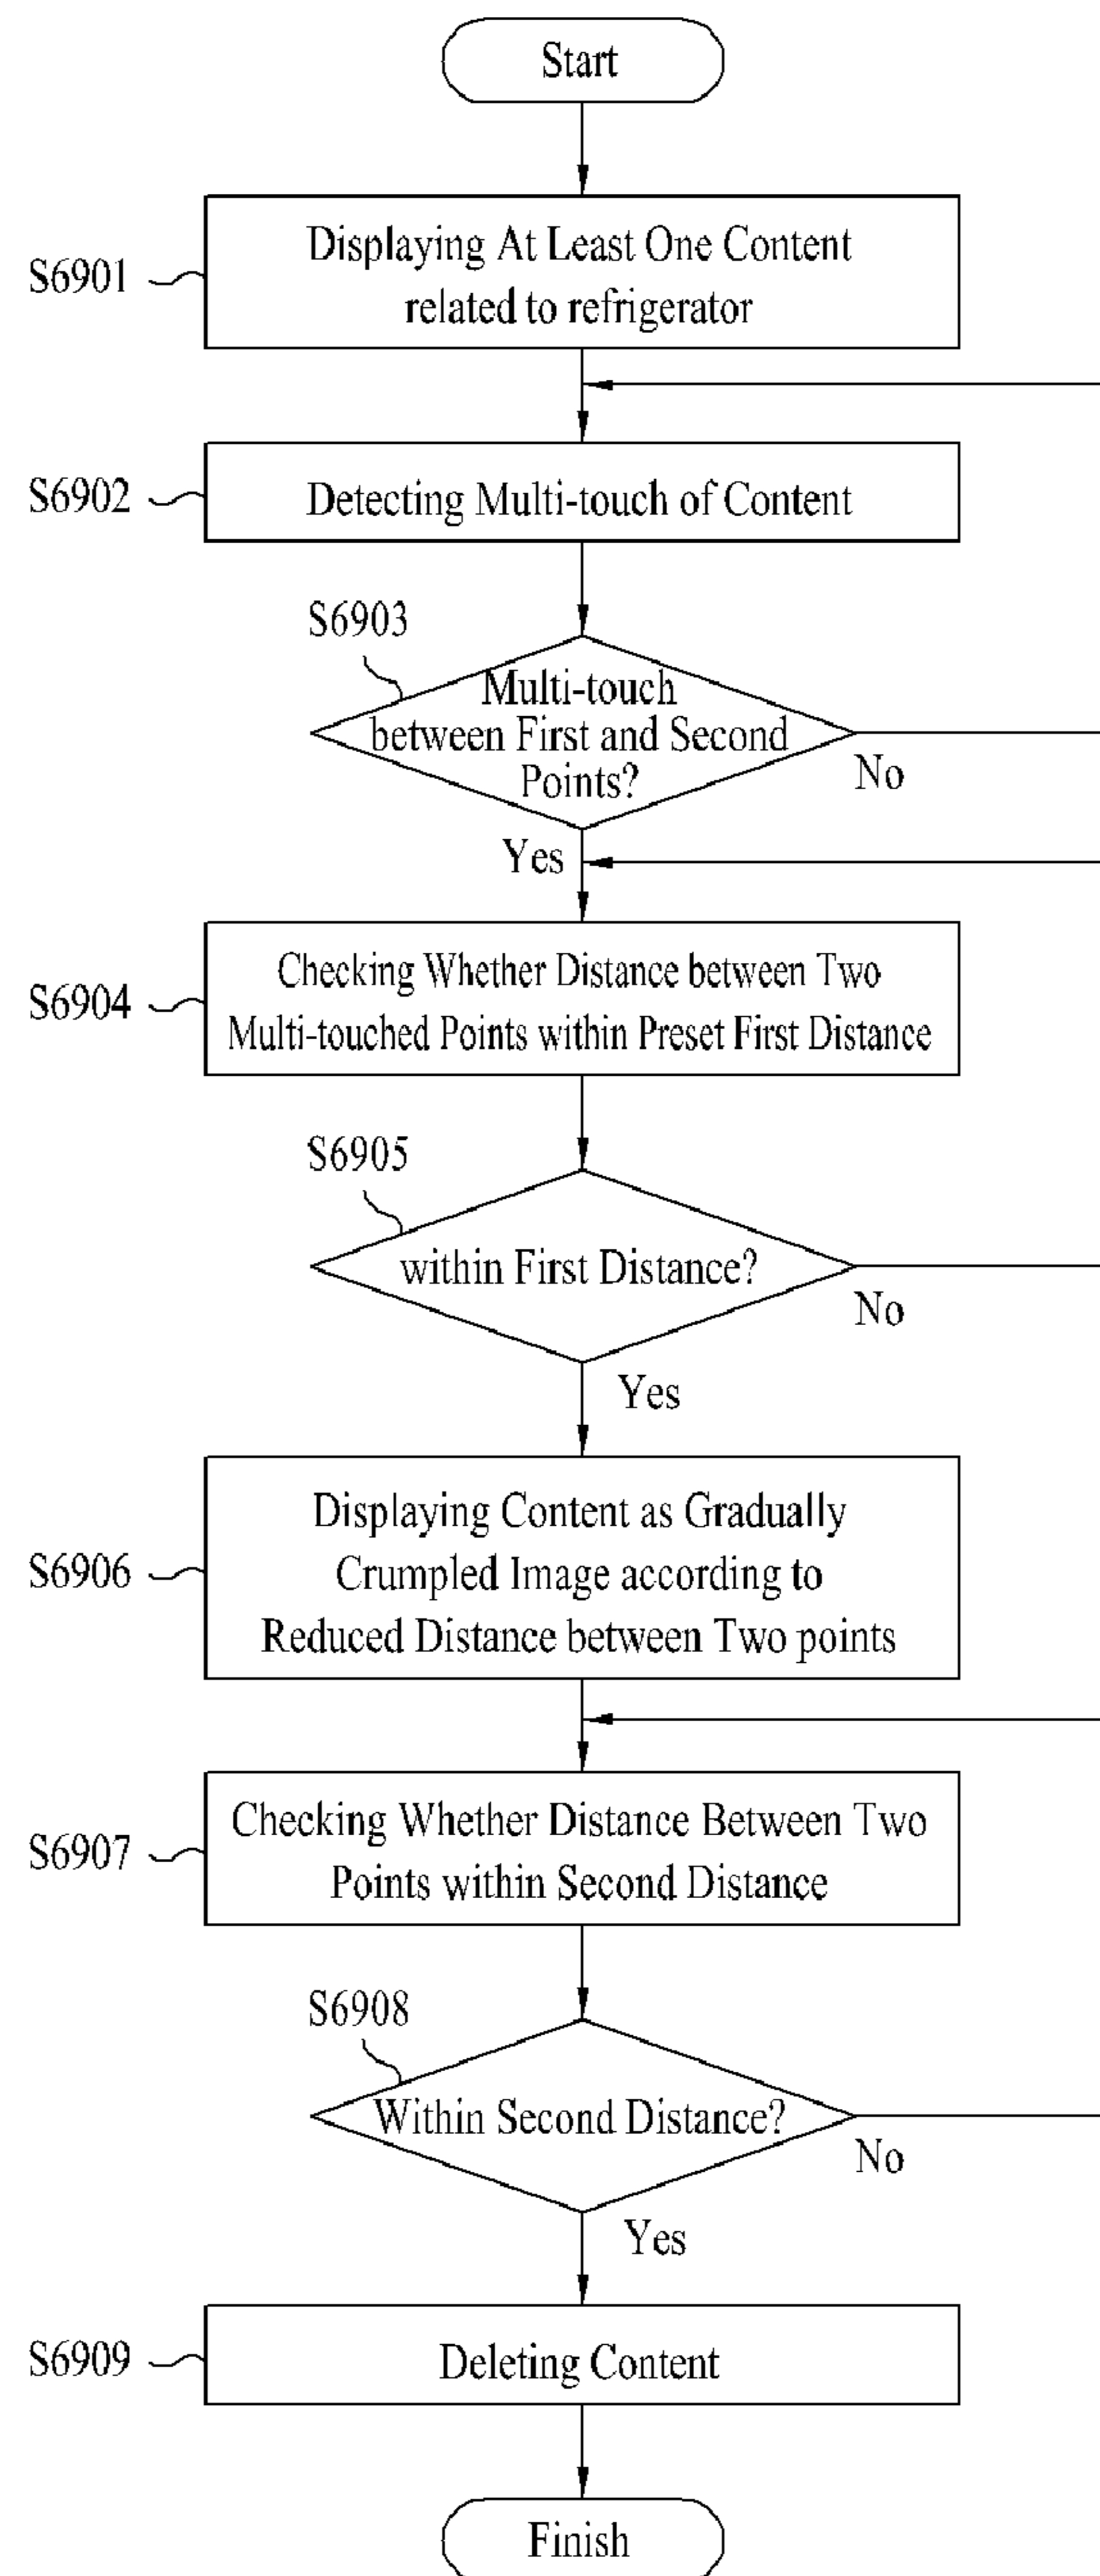 Start
S6901
Displaying At Least One Content
related to refrigerator
S6902
Detecting Multi-touch of Content
S6903
Multi-touch
between First and Second
Points?
No
Yes
S6904
Checking Whether Distance between Two
Multi-touched Points within Preset First Distance
S6905
within First Distance?
No
Yes
S6906
Displaying Content as Gradually
Crumpled Image according to
Reduced Distance between Two points
S6907
Checking Whether Distance Between Two
Points within Second Distance
S6908
Within Second Distance?
No
Yes
S6909
Deleting Content
Finish